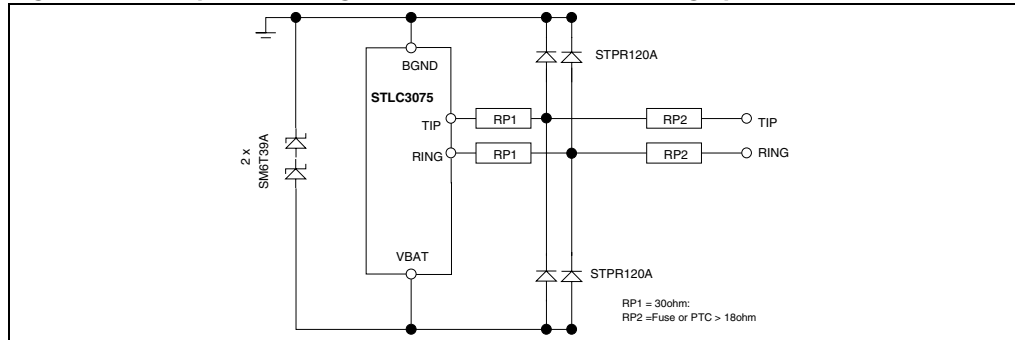 STPR120A
BGND
STLC3075
TIP
RP1
RP2
TIP
RING
RP1
RP2
RING
2 x
SM6T39A
VBAT
STPR120A
RP1 = 30ohm:
RP2 =Fuse or PTC > 18ohm